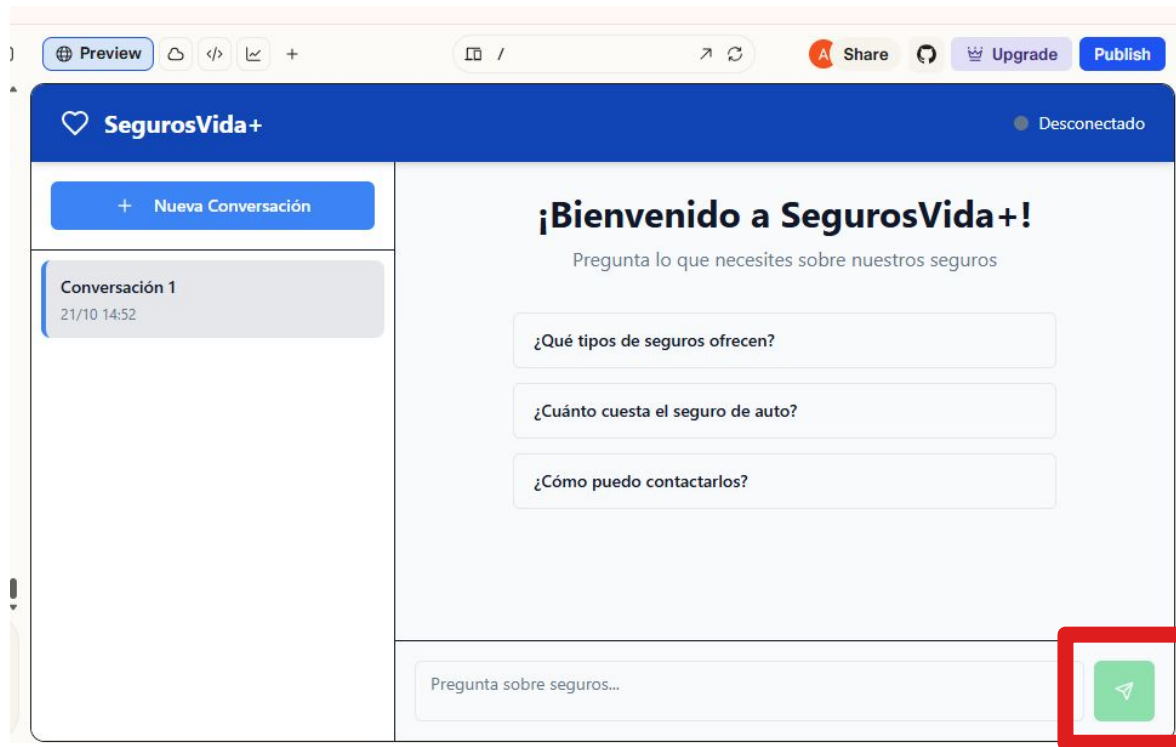 Preview
/
A
Share
Upgrade
Publish
SegurosVida+
Desconectado
+ Nueva Conversación
Conversación 1
21/10 14:52
¡Bienvenido a SegurosVida+!
Pregunta lo que necesites sobre nuestros seguros
¿Qué tipos de seguros ofrecen?
¿Cuánto cuesta el seguro de auto?
¿Cómo puedo contactarlos?
Pregunta sobre seguros...